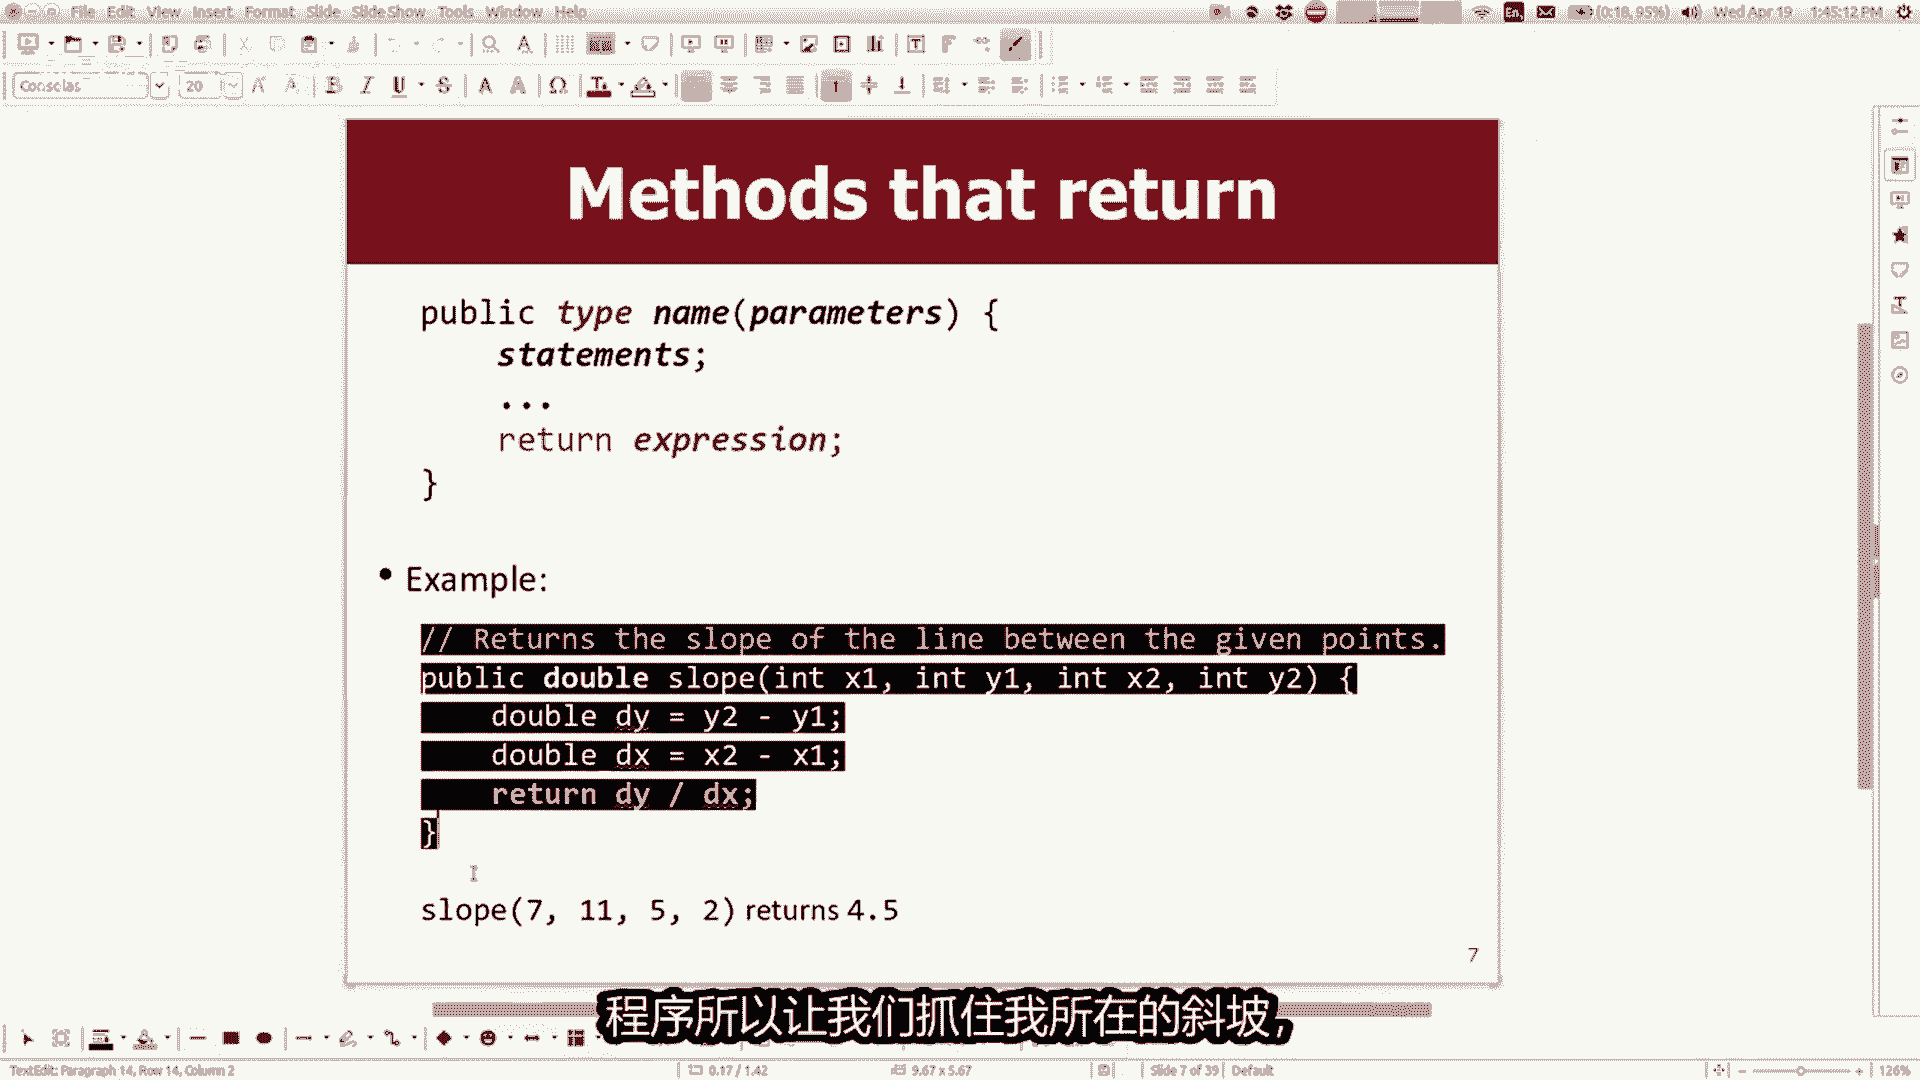 File Edit View Insert Format Slide Slide Show Tools Window Help
En (0:18, 95%) Wed Apr 19 1:45:12 PM
Consolas 20
Methods that return
public type name(parameters) {
statements;
...
return expression;
}
• Example:
// Returns the slope of the line between the given points.
public double slope(int x1, int y1, int x2, int y2) {
double dy = y2 - y1;
double dx = x2 - x1;
return dy / dx;
}
slope(7, 11, 5, 2) returns 4.5
7
程序所以让我们抓住我所在的斜坡，
TextEdit: Paragraph 14, Row 14, Column 2 0.17 / 1.42 9.67 x 5.67 Slide 7 of 39 Default 126%